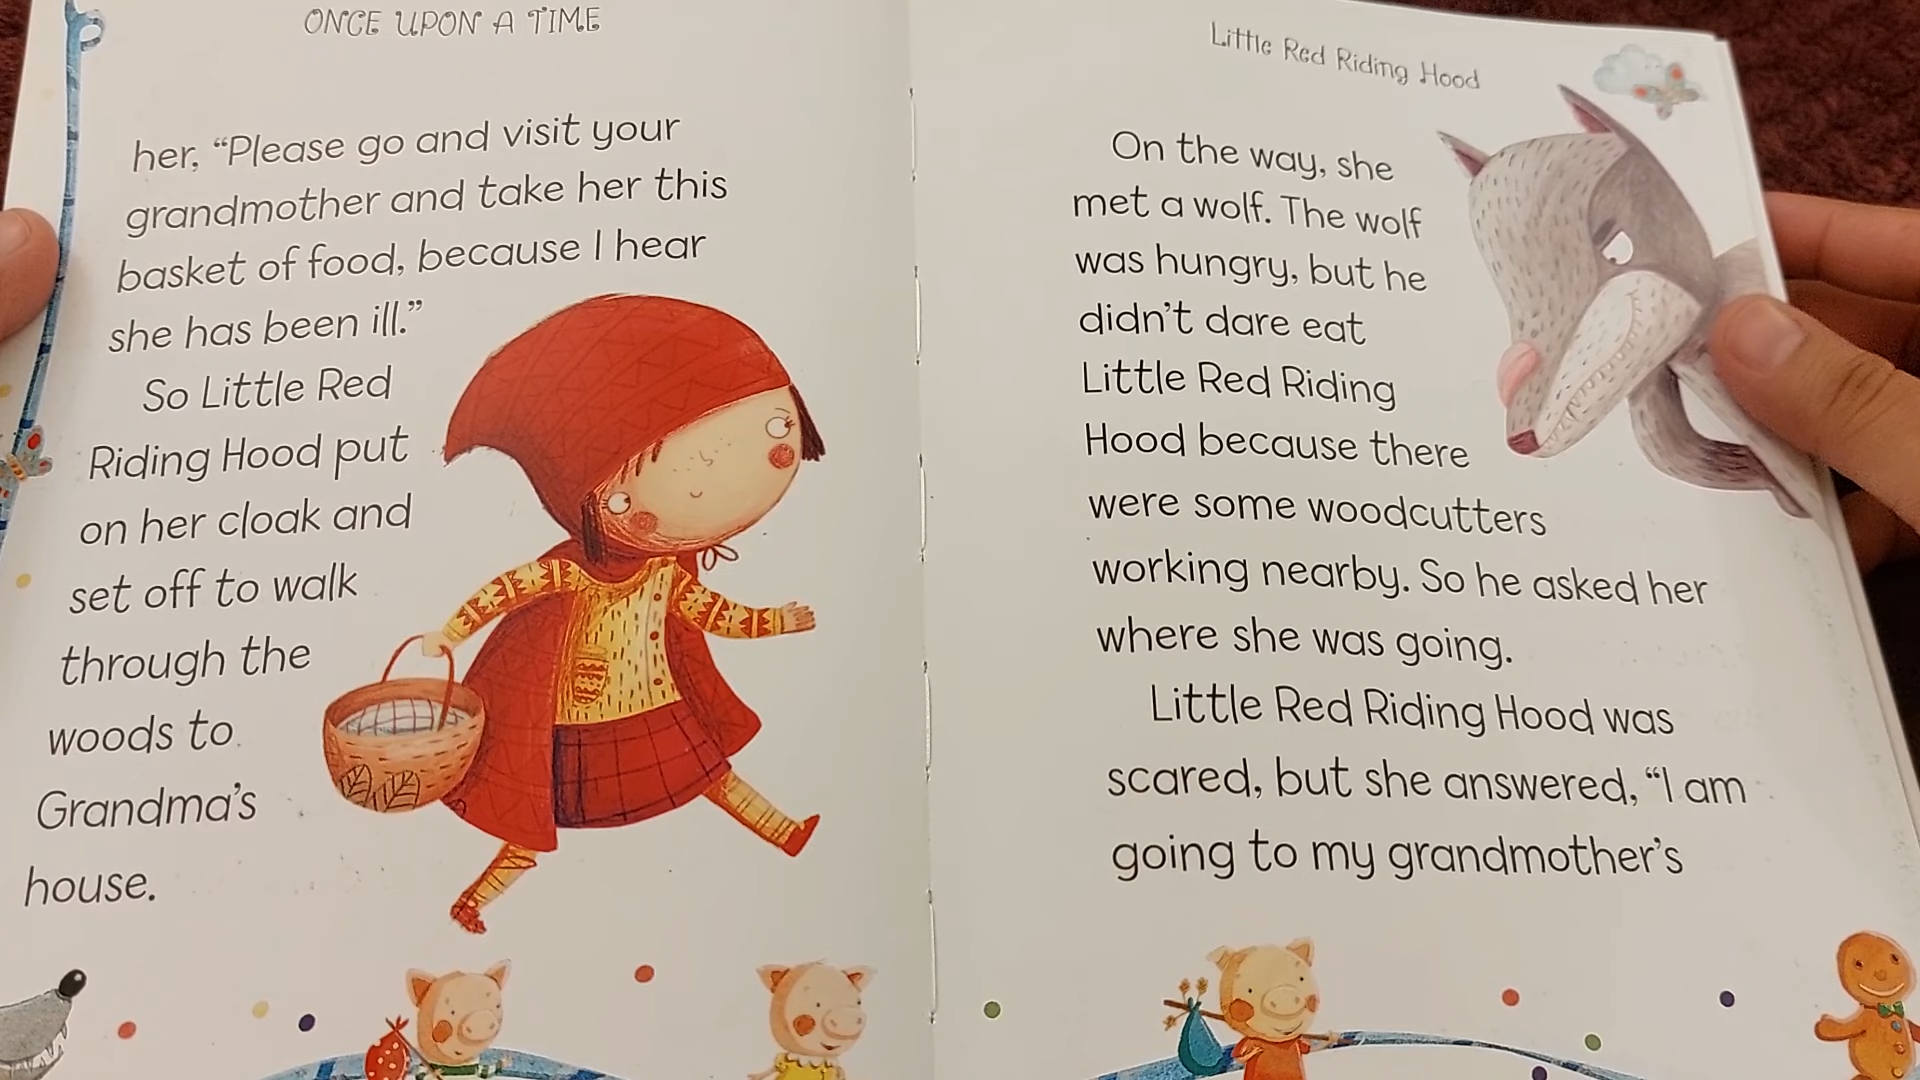 ONCE UPON A TIME
her, “Please go and visit your
grandmother and take her this
basket of food, because I hear
she has been ill.”
So Little Red
Riding Hood put
on her cloak and
set off to walk
through the
woods to
Grandma’s
house.
Little Red Riding Hood
On the way, she
met a wolf. The wolf
was hungry, but he
didn’t dare eat
Little Red Riding
Hood because there
were some woodcutters
working nearby. So he asked her
where she was going.
Little Red Riding Hood was
scared, but she answered, “I am
going to my grandmother’s